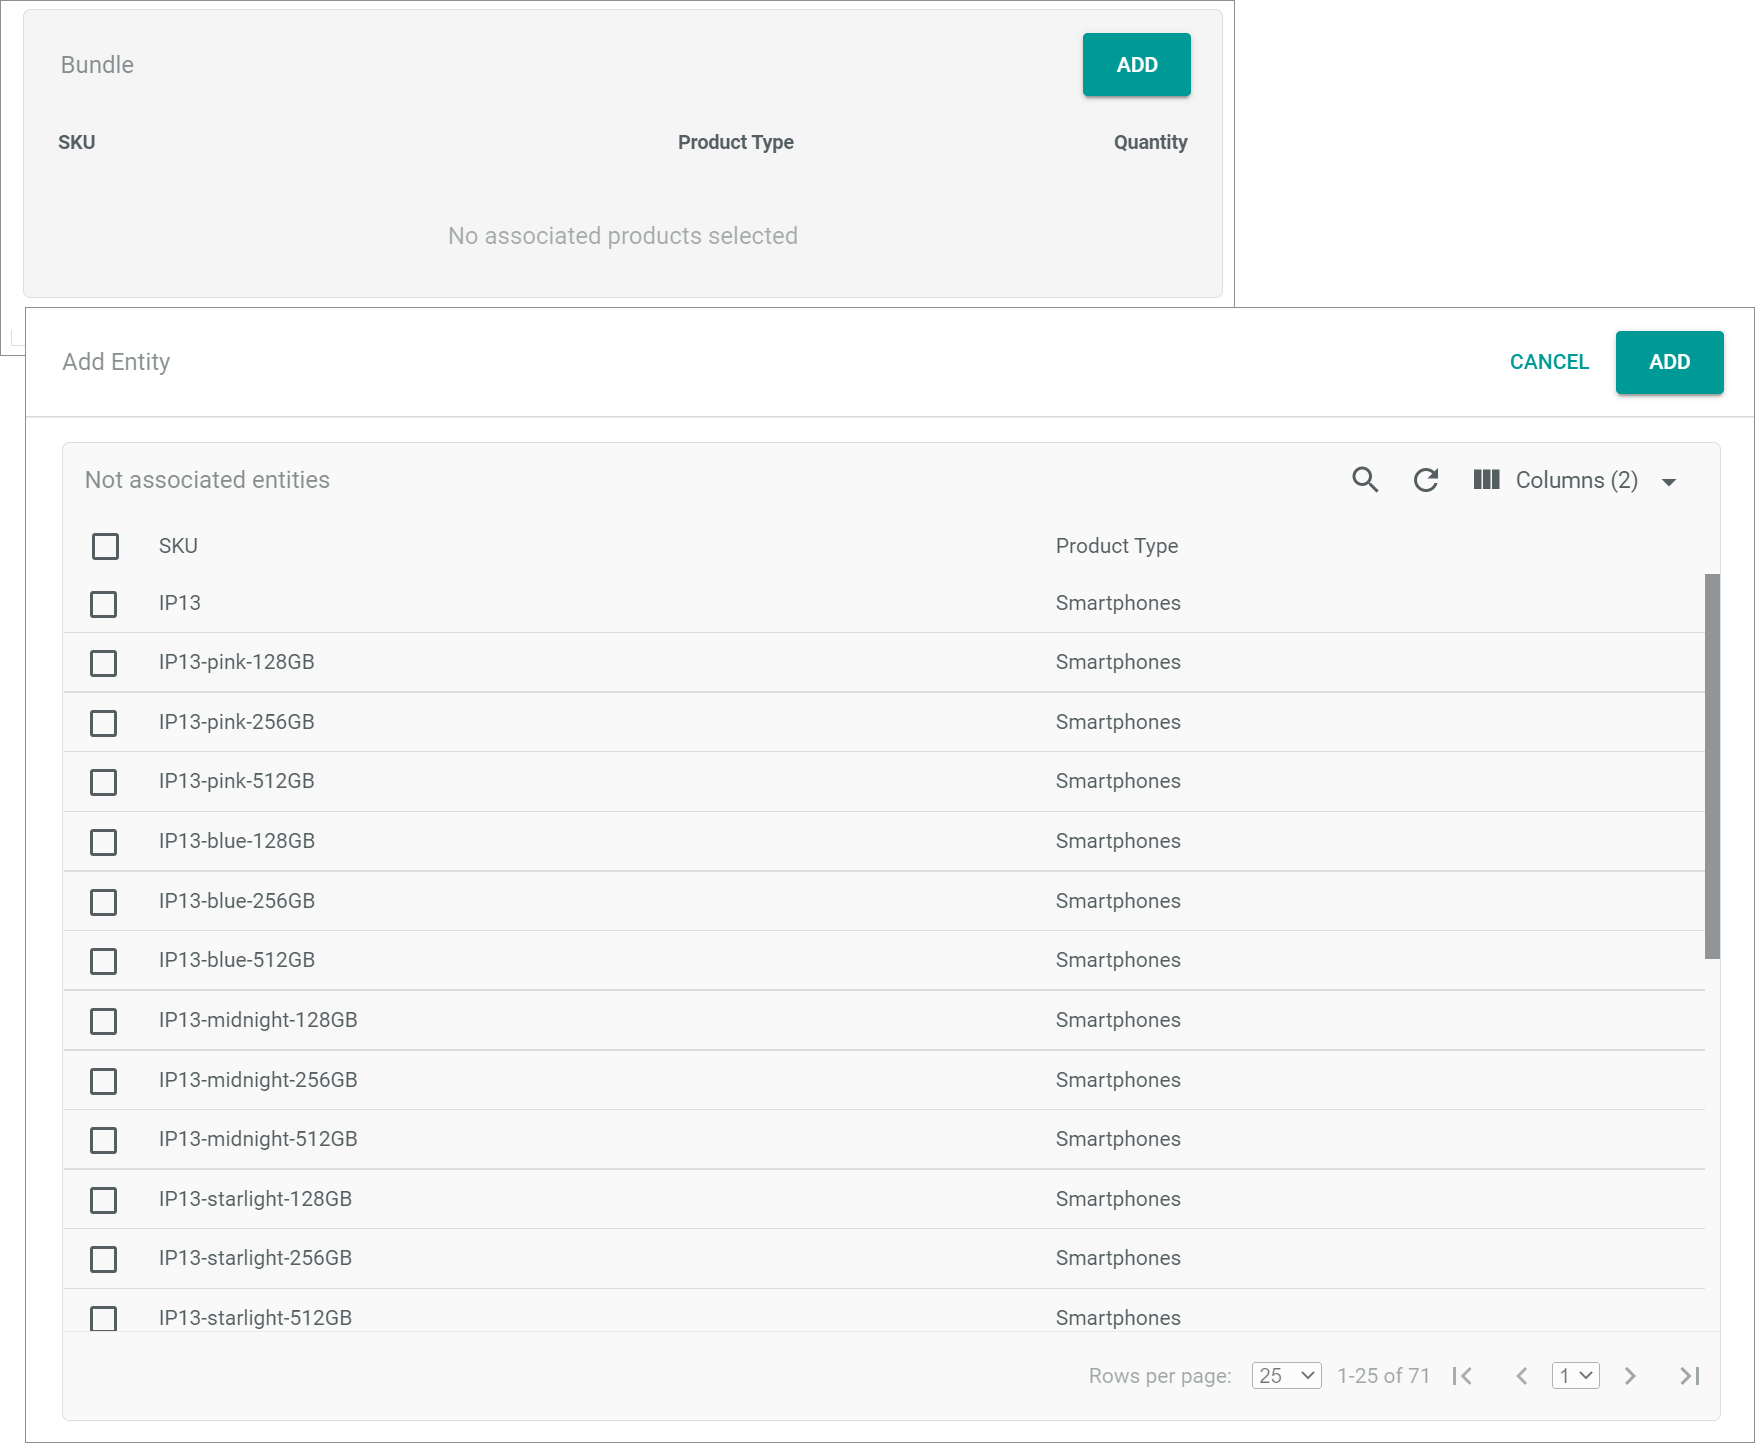 Bundle
ADD
SKU Product Type Quantity
No associated products selected
Add Entity
CANCEL ADD
Not associated entities
Columns (2)
SKU Product Type
IP13 Smartphones
IP13-pink-128GB Smartphones
IP13-pink-256GB Smartphones
IP13-pink-512GB Smartphones
IP13-blue-128GB Smartphones
IP13-blue-256GB Smartphones
IP13-blue-512GB Smartphones
IP13-midnight-128GB Smartphones
IP13-midnight-256GB Smartphones
IP13-midnight-512GB Smartphones
IP13-starlight-128GB Smartphones
IP13-starlight-256GB Smartphones
IP13-starlight-512GB Smartphones
Rows per page: 25 1-25 of 71 1